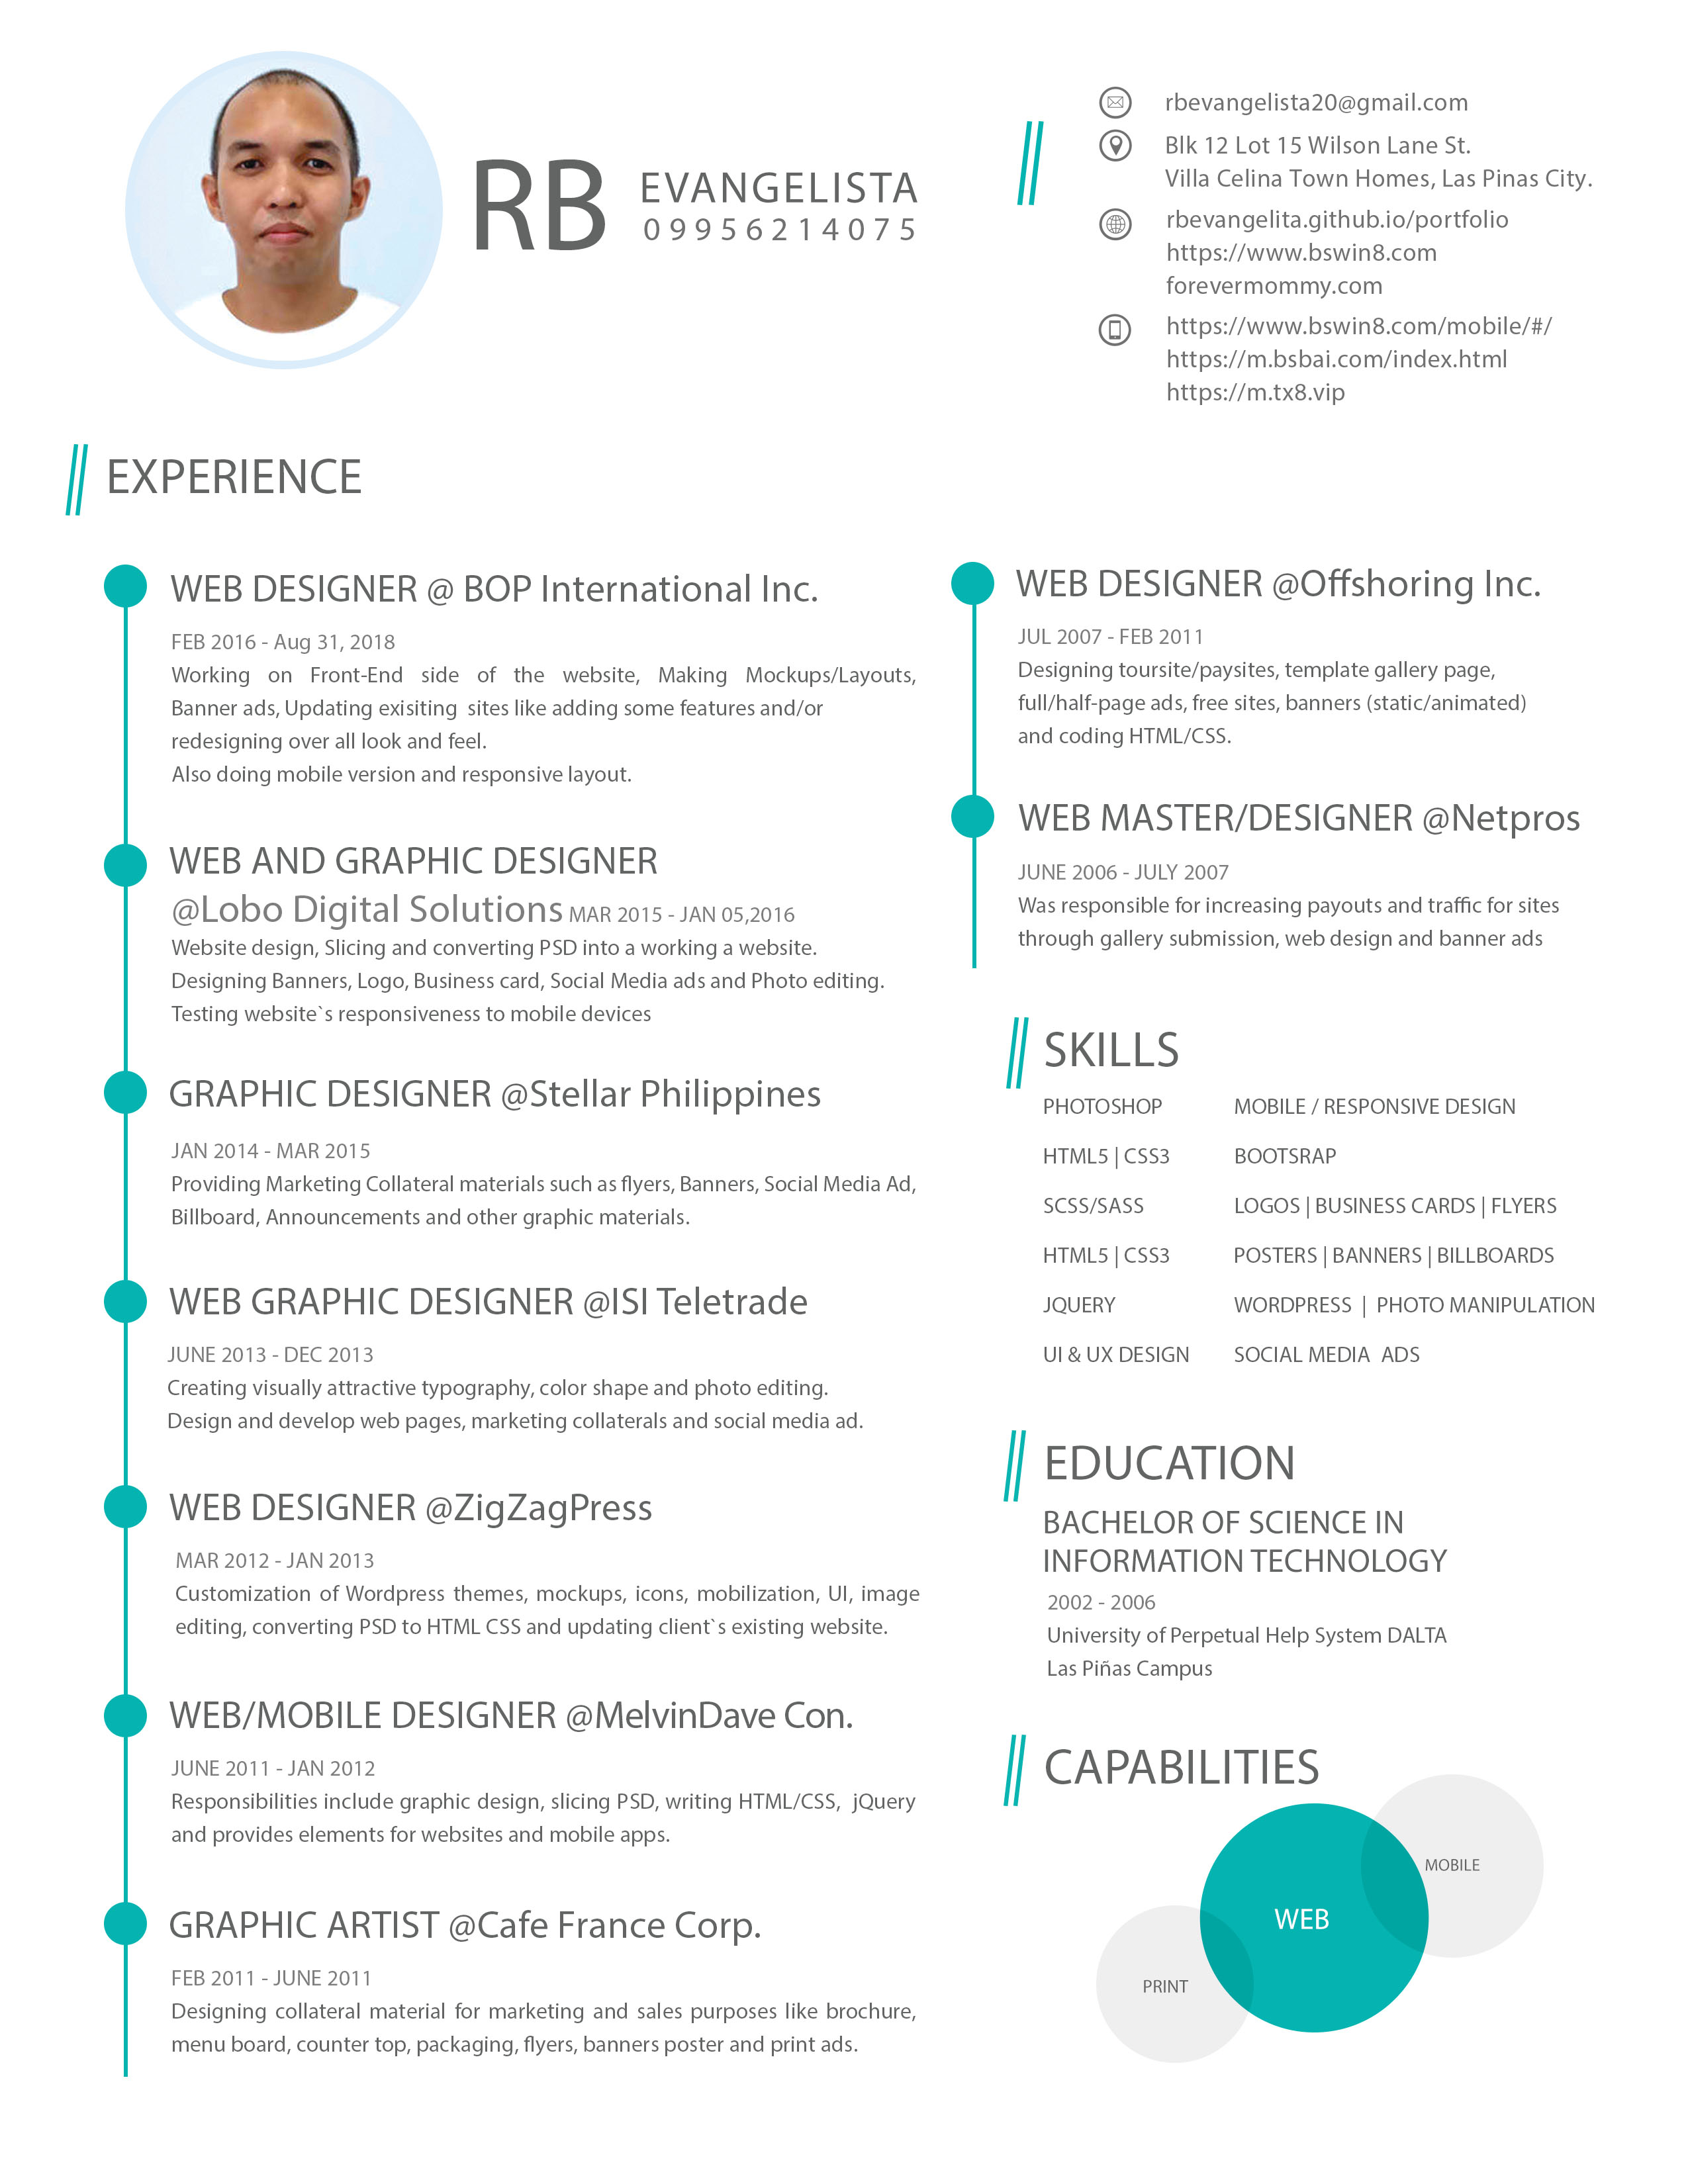 RB
EVANGELISTA
09956214075
rbevangelista20@gmail.com
Blk 12 Lot 15 Wilson Lane St.
Villa Celina Town Homes, Las Pinas City.
rbevangelita.github.io/portfolio
https://www.bswin8.com
forevermommy.com
https://www.bswin8.com/mobile/#/
https://m.bsbai.com/index.html
https://m.tx8.vip
EXPERIENCE
WEB DESIGNER @ BOP International Inc.
FEB 2016 - Aug 31, 2018
Working on Front-End side of the website, Making Mockups/Layouts,
Banner ads, Updating exisiting sites like adding some features and/or
redesigning over all look and feel.
Also doing mobile version and responsive layout.
WEB AND GRAPHIC DESIGNER
@Lobo Digital Solutions MAR 2015 - JAN 05,2016
Website design, Slicing and converting PSD into a working a website.
Designing Banners, Logo, Business card, Social Media ads and Photo editing.
Testing website`s responsiveness to mobile devices
GRAPHIC DESIGNER @Stellar Philippines
JAN 2014 - MAR 2015
Providing Marketing Collateral materials such as flyers, Banners, Social Media Ad,
Billboard, Announcements and other graphic materials.
WEB GRAPHIC DESIGNER @ISI Teletrade
JUNE 2013 - DEC 2013
Creating visually attractive typography, color shape and photo editing.
Design and develop web pages, marketing collaterals and social media ad.
WEB DESIGNER @ZigZagPress
MAR 2012 - JAN 2013
Customization of Wordpress themes, mockups, icons, mobilization, UI, image
editing, converting PSD to HTML CSS and updating client`s existing website.
WEB/MOBILE DESIGNER @MelvinDave Con.
JUNE 2011 - JAN 2012
Responsibilities include graphic design, slicing PSD, writing HTML/CSS, jQuery
and provides elements for websites and mobile apps.
GRAPHIC ARTIST @Cafe France Corp.
FEB 2011 - JUNE 2011
Designing collateral material for marketing and sales purposes like brochure,
menu board, counter top, packaging, flyers, banners poster and print ads.
WEB DESIGNER @Offshoring Inc.
JUL 2007 - FEB 2011
Designing toursite/paysites, template gallery page,
full/half-page ads, free sites, banners (static/animated)
and coding HTML/CSS.
WEB MASTER/DESIGNER @Netpros
JUNE 2006 - JULY 2007
Was responsible for increasing payouts and traffic for sites
through gallery submission, web design and banner ads
SKILLS
PHOTOSHOP MOBILE / RESPONSIVE DESIGN
HTML5 | CSS3 BOOTSRAP
SCSS/SASS LOGOS | BUSINESS CARDS | FLYERS
HTML5 | CSS3 POSTERS | BANNERS | BILLBOARDS
JQUERY WORDPRESS | PHOTO MANIPULATION
UI & UX DESIGN SOCIAL MEDIA ADS
EDUCATION
BACHELOR OF SCIENCE IN
INFORMATION TECHNOLOGY
2002 - 2006
University of Perpetual Help System DALTA
Las Piñas Campus
CAPABILITIES
MOBILE
WEB
PRINT